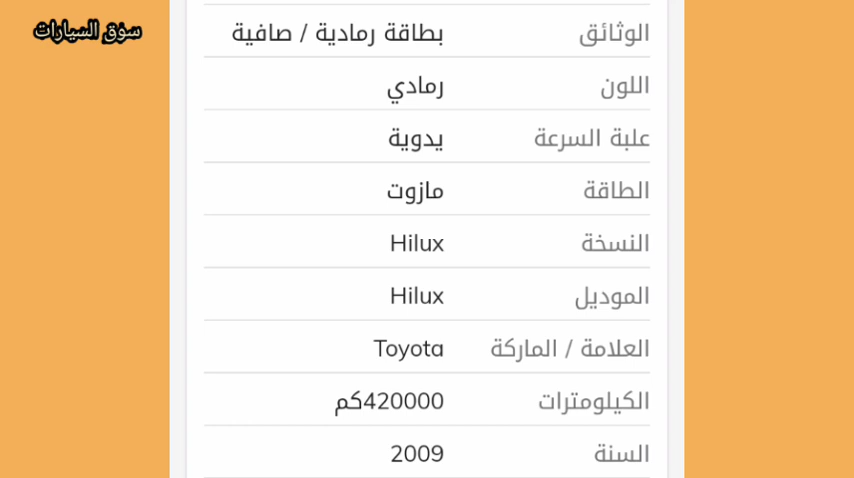 سوق السيارات
الوثائق بطاقة رمادية / صافية
اللون رمادي
علبة السرعة يدوية
الطاقة مازوت
النسخة Hilux
الموديل Hilux
العلامة / الماركة Toyota
الكيلومترات 420000كم
السنة 2009